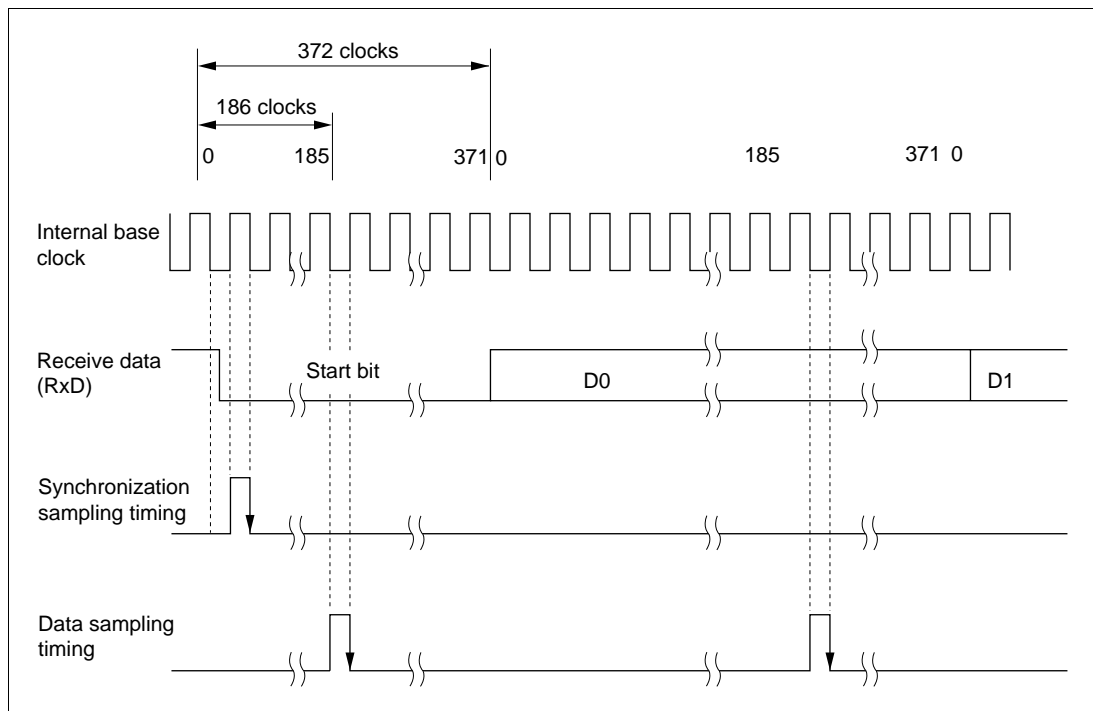 372 clocks
186 clocks
0 185 371 0 185 371 0
Internal base
clock
Receive data
(RxD)
Start bit
D0
D1
Synchronization
sampling timing
Data sampling
timing